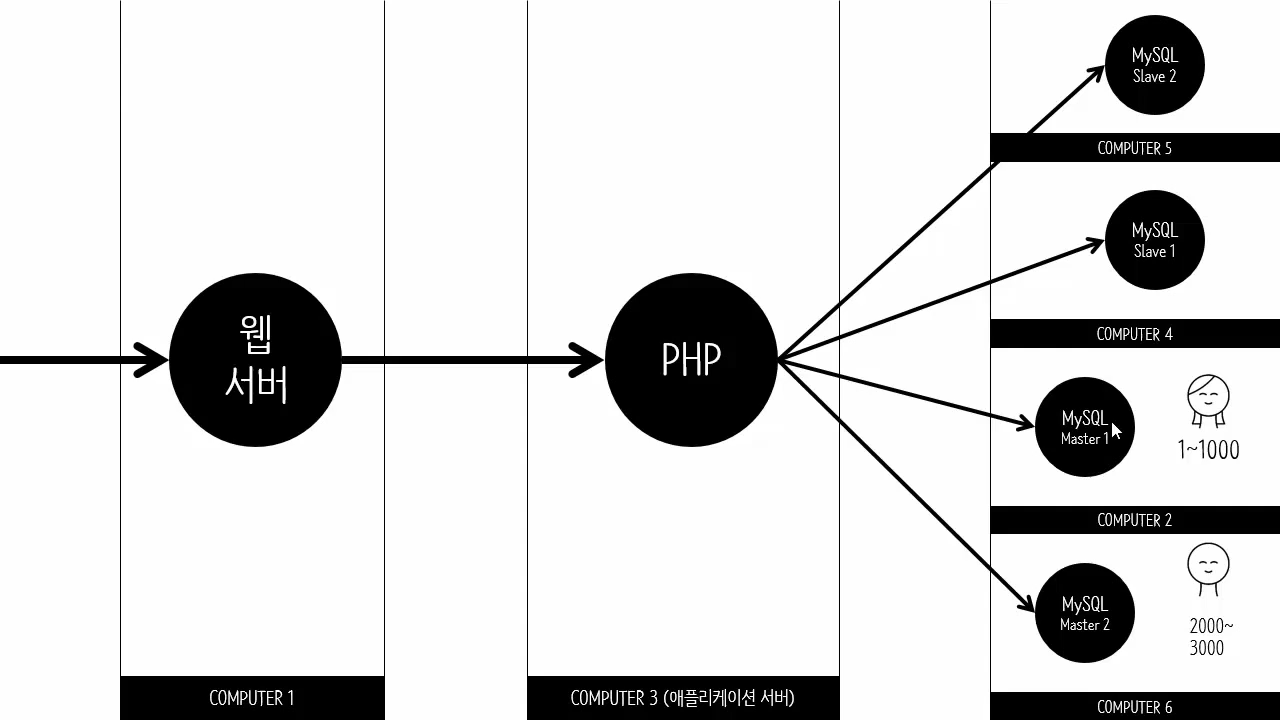 웹
서버
COMPUTER 1
PHP
COMPUTER 3 (애플리케이션 서버)
MySQL
Slave 2
COMPUTER 5
MySQL
Slave 1
COMPUTER 4
MySQL
Master 1
1~1000
COMPUTER 2
MySQL
Master 2
2000~
3000
COMPUTER 6